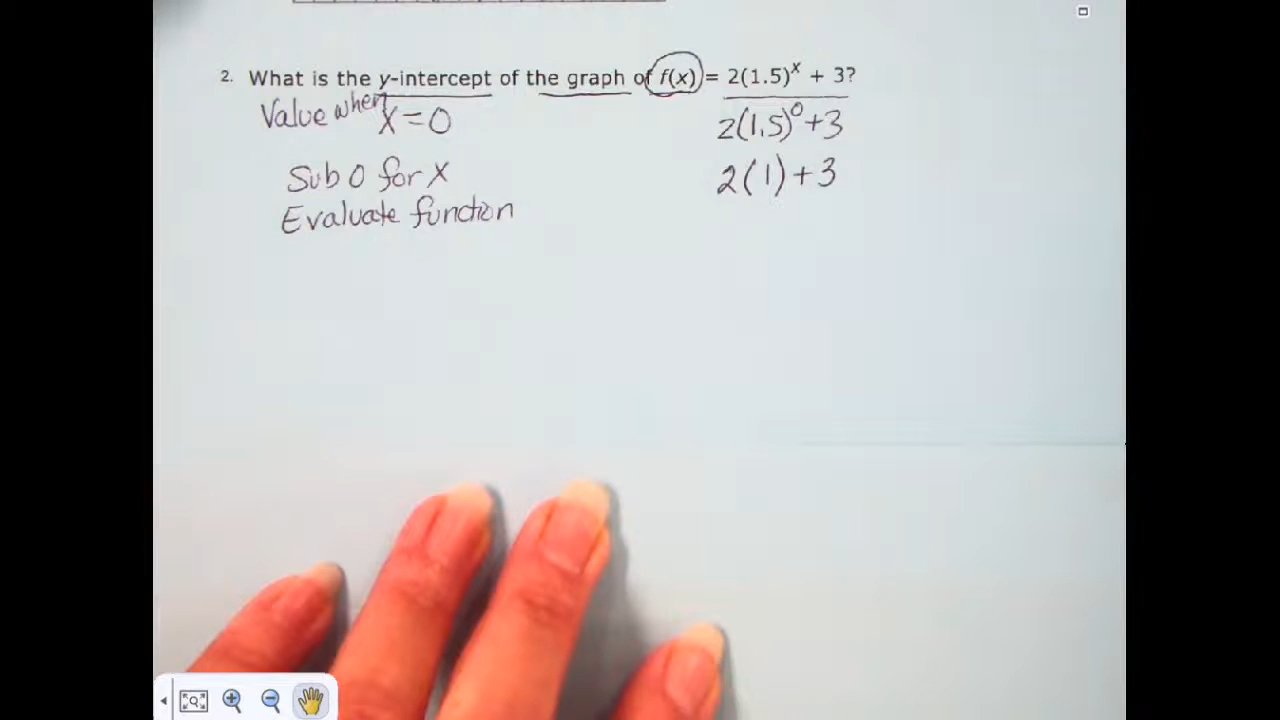 2. What is the y-intercept of the graph of f(x) = 2(1.5)^x + 3?
Value when x=0
2(1.5)^0+3
Sub 0 for x
2(1)+3
Evaluate function